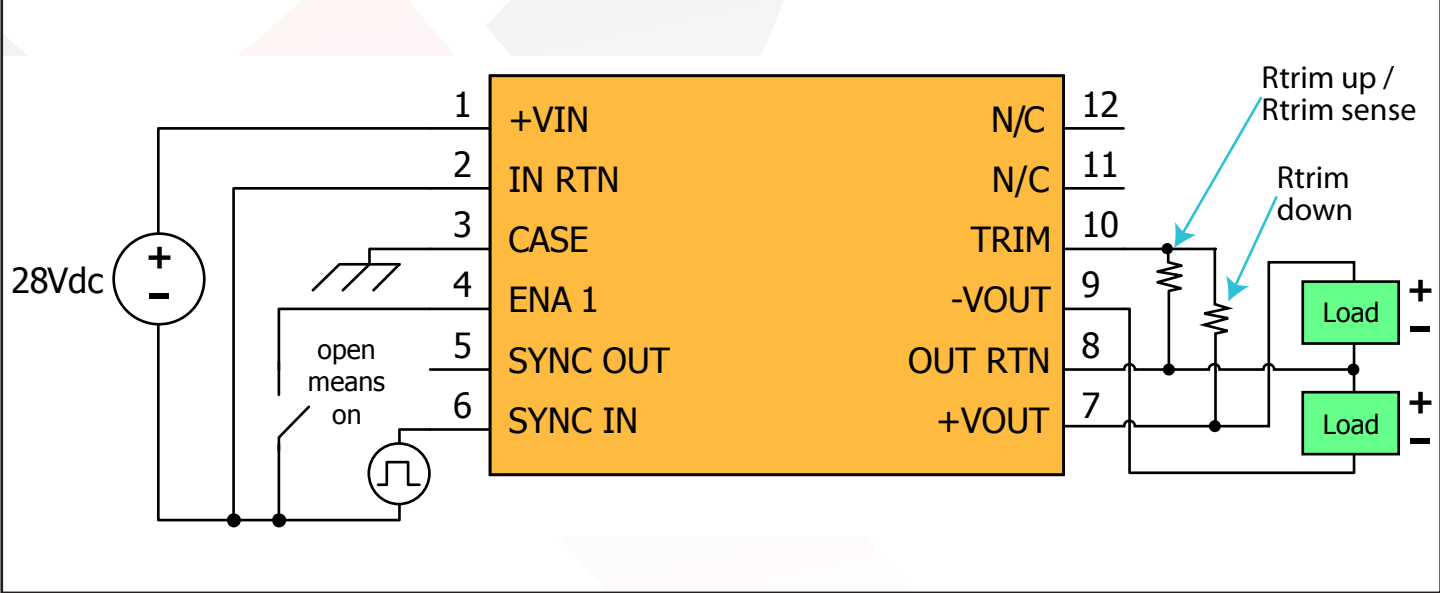 Rtrim up /
Rtrim sense
Rtrim
down
1
+VIN
2
IN RTN
3
CASE
4
ENA 1
5
SYNC OUT
6
SYNC IN
28Vdc
+
−
open
means
on
N/C
12
N/C
11
TRIM
10
-VOUT
9
OUT RTN
8
+VOUT
7
Load
+
−
Load
+
−